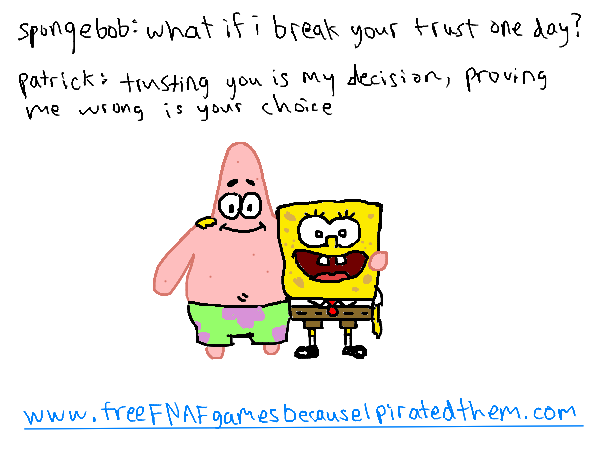 spongebob: what if i break your trust one day?
patrick: trusting you is my decision, proving
me wrong is your choice
www.freeFNAFgamesbecauseIpiratedthem.com